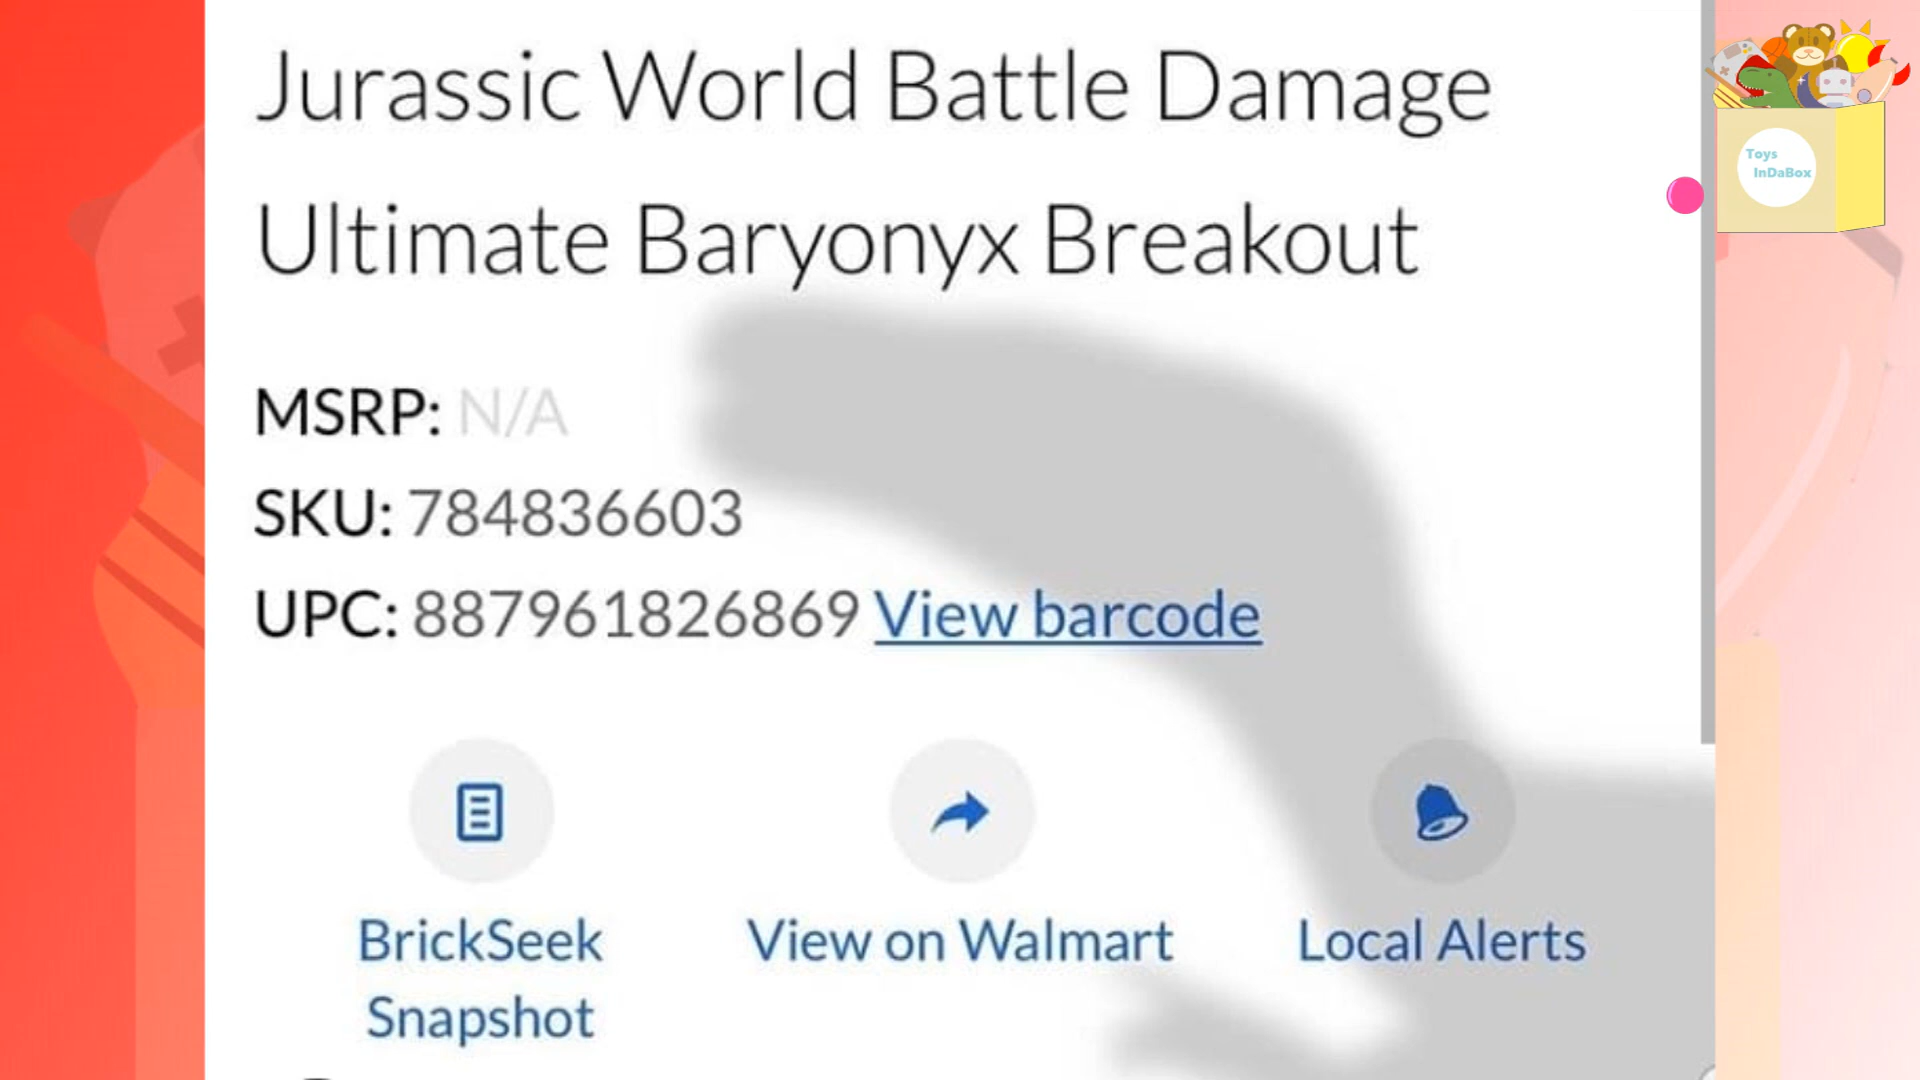 Jurassic World Battle Damage
Ultimate Baryonyx Breakout
MSRP: N/A
SKU: 784836603
UPC: 887961826869 View barcode
BrickSeek
Snapshot
View on Walmart
Local Alerts
Toys
InDaBox